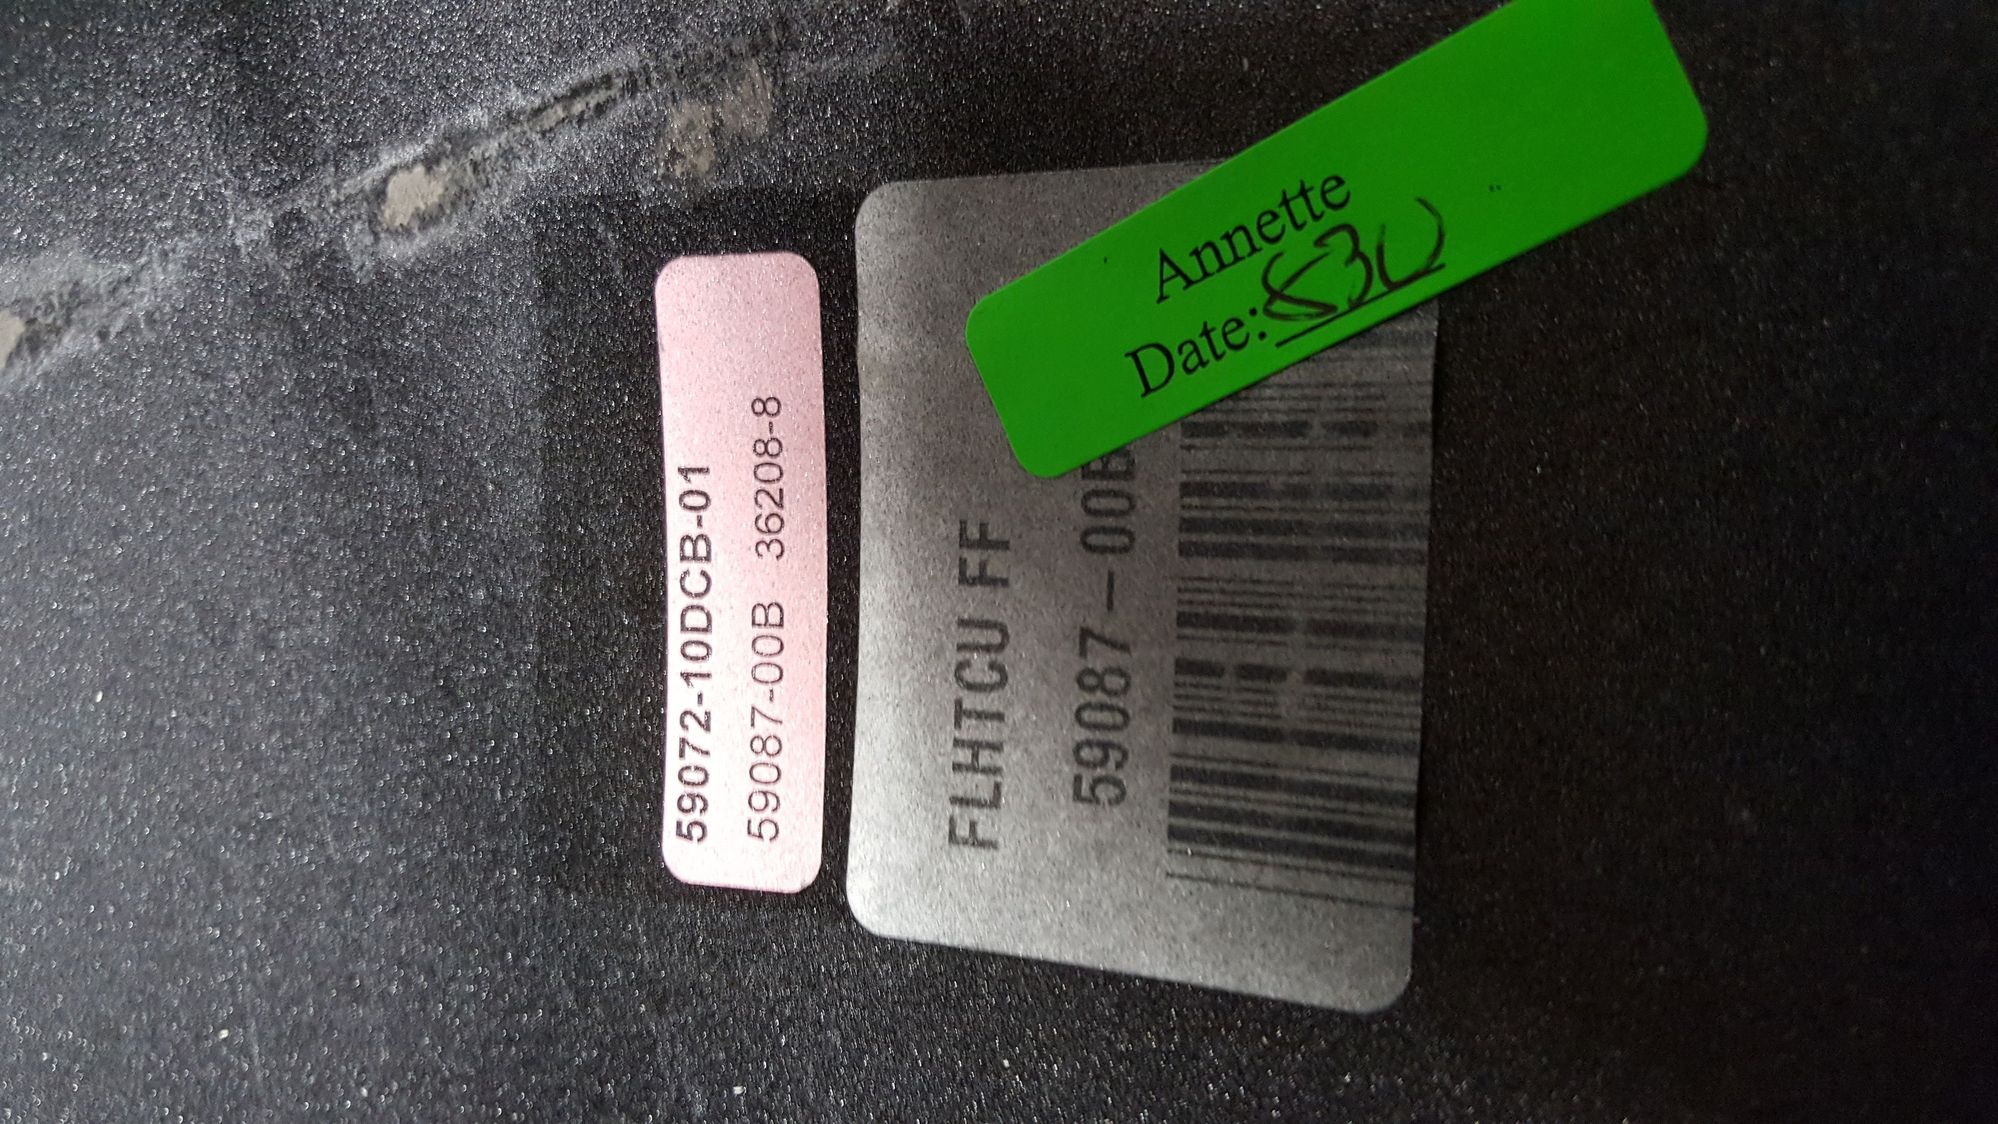 59072-10DCB-01
59087-00B 36208-8
FLHTCU FF
59087-00B
Annette
Date: 830